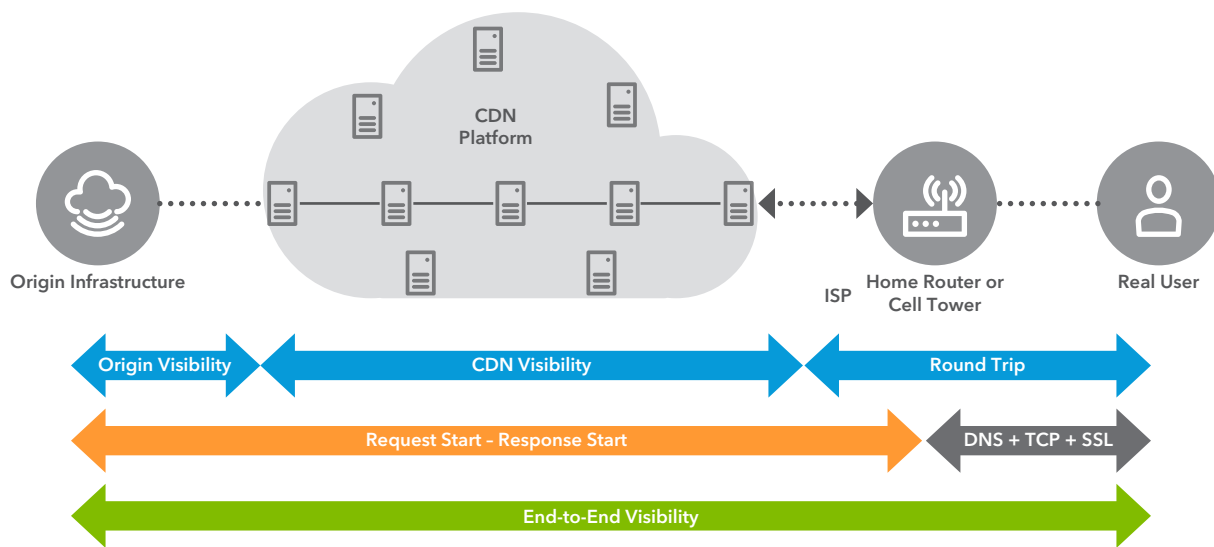 CDN
Platform
Origin Infrastructure
ISP
Home Router or
Cell Tower
Real User
Origin Visibility
CDN Visibility
Round Trip
Request Start – Response Start
DNS + TCP + SSL
End-to-End Visibility